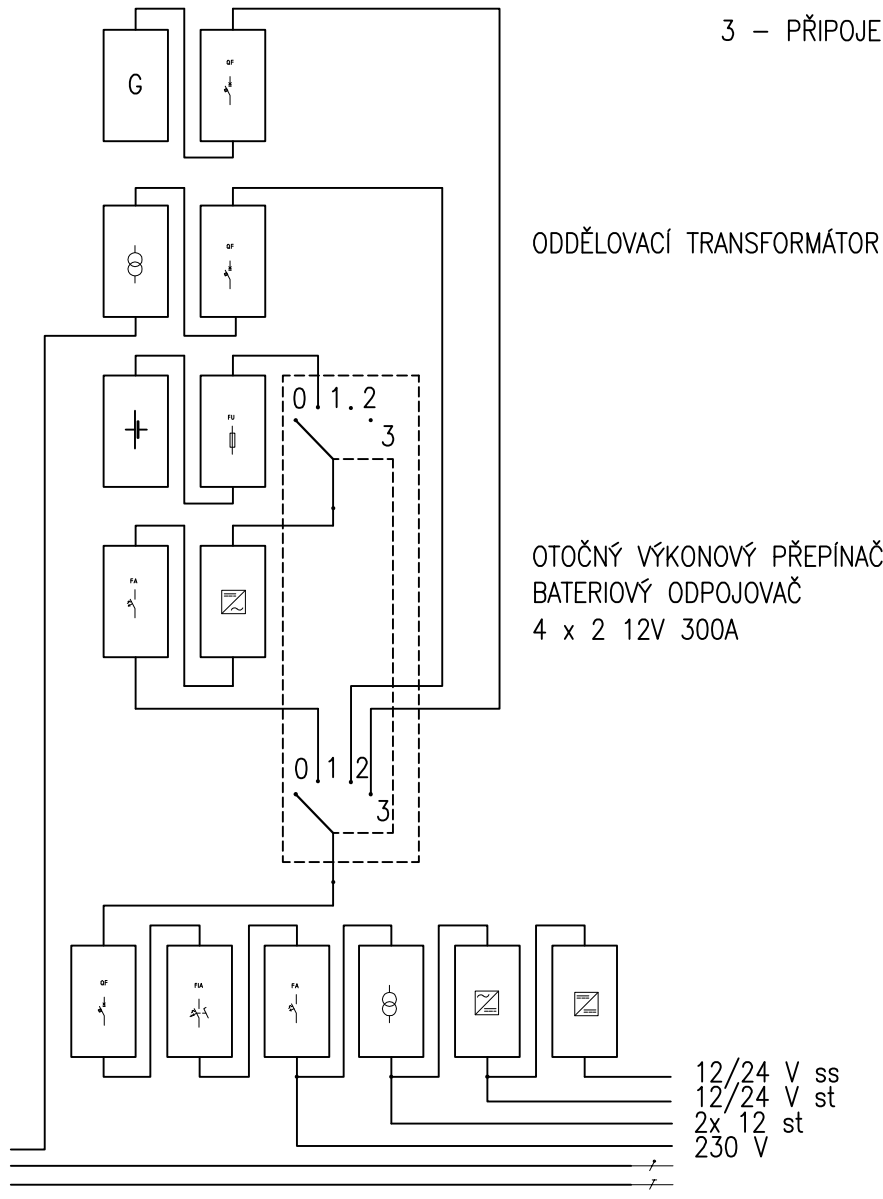 3 – PŘIPOJE
G
QF
QF
ODDĚLOVACÍ TRANSFORMÁTOR
0 1 2
3
FU
FA
OTOČNÝ VÝKONOVÝ PŘEPÍNAČ
BATERIOVÝ ODPOJOVAČ
4 x 2 12V 300A
0 1 2
3
QF
FIA
FA
12/24 V ss
12/24 V st
2x 12 st
230 V